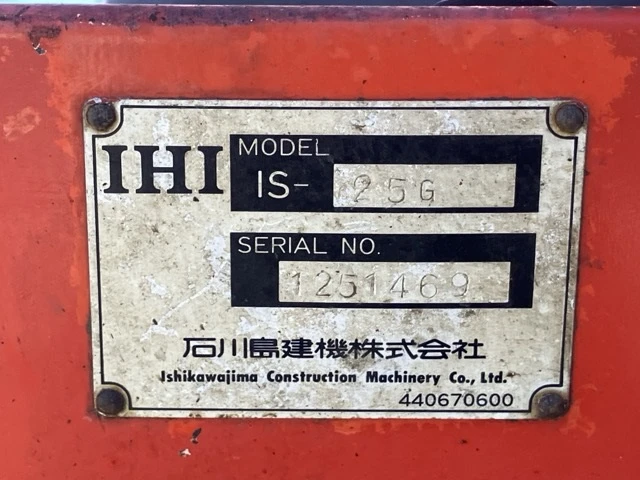 IHI
MODEL
IS- 25G
SERIAL NO.
1251469
石川島建機株式会社
Ishikawajima Construction Machinery Co., Ltd.
440670600